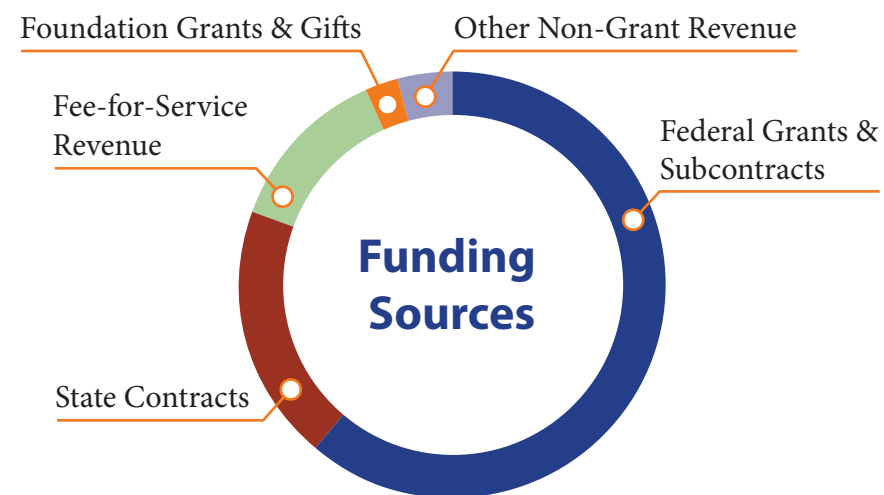 Foundation Grants & Gifts
Other Non-Grant Revenue
Fee-for-Service
Revenue
Federal Grants &
Subcontracts
Funding
Sources
State Contracts